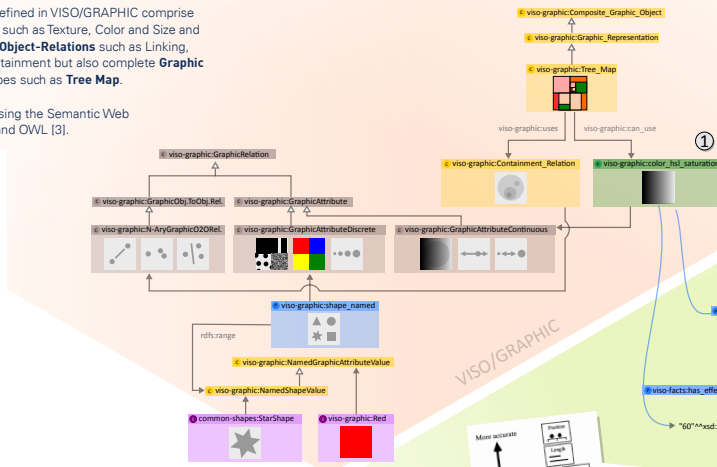 efined in VISO/GRAPHIC comprise
such as Texture, Color and Size and
Object-Relations such as Linking,
tainment but also complete Graphic
pes such as Tree Map.
sing the Semantic Web
and OWL [3].
C viso-graphic:Composite_Graphic_Object
C viso-graphic:Graphic_Representation
C viso-graphic:Tree_Map
viso-graphic:uses
viso-graphic:can_use
1
C viso-graphic:GraphicRelation
C viso-graphic:Containment_Relation
viso-graphic:color_hsl_saturation
C viso-graphic:GraphicObj.ToObj.Rel.
C viso-graphic:GraphicAttribute
C viso-graphic:N-AryGraphicO2ORel.
C viso-graphic:GraphicAttributeDiscrete
C viso-graphic:GraphicAttributeContinuous
P viso-graphic:shape_named
rdfs:range
VISO/GRAPHIC
C viso-graphic:NamedGraphicAttributeValue
C viso-graphic:NamedShapeValue
P viso-facts:has_effe
I common-shapes:StarShape
I viso-graphic:Red
"60"^^xsd:
More accurate
Position
Length